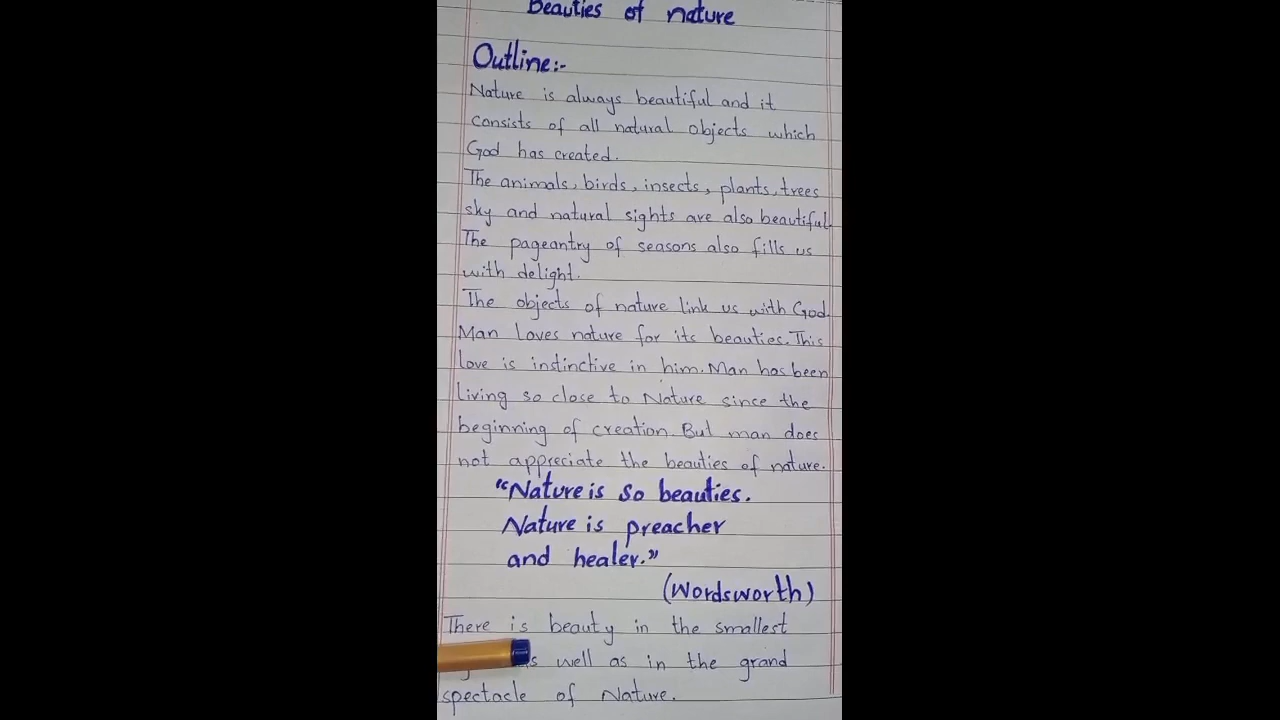 Beauties of nature
Outline:-
Nature is always beautiful and it
consists of all natural objects which
God has created.
The animals, birds, insects, plants, trees
sky and natural sights are also beautiful.
The pageantry of seasons also fills us
with delight.
The objects of nature link us with God.
Man loves nature for its beauties. This
love is instinctive in him. Man has been
living so close to Nature since the
beginning of creation. But man does
not appreciate the beauties of nature.
"Nature is so beauties.
Nature is preacher
and healer."
(Wordsworth)
There is beauty in the smallest
well as in the grand
spectacle of Nature.